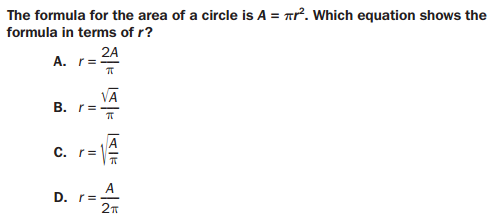 The formula for the area of a circle is A = πr². Which equation shows the
formula in terms of r?
A. r = 2A/π
B. r = √A/π
C. r = √(A/π)
D. r = A/2π